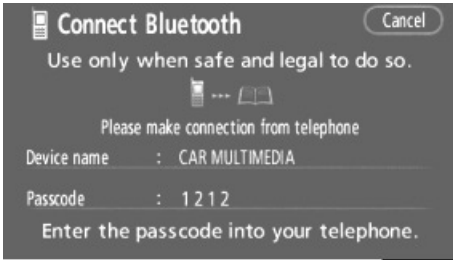 Connect Bluetooth
Cancel
Use only when safe and legal to do so.
Please make connection from telephone
Device name : CAR MULTIMEDIA
Passcode : 1212
Enter the passcode into your telephone.